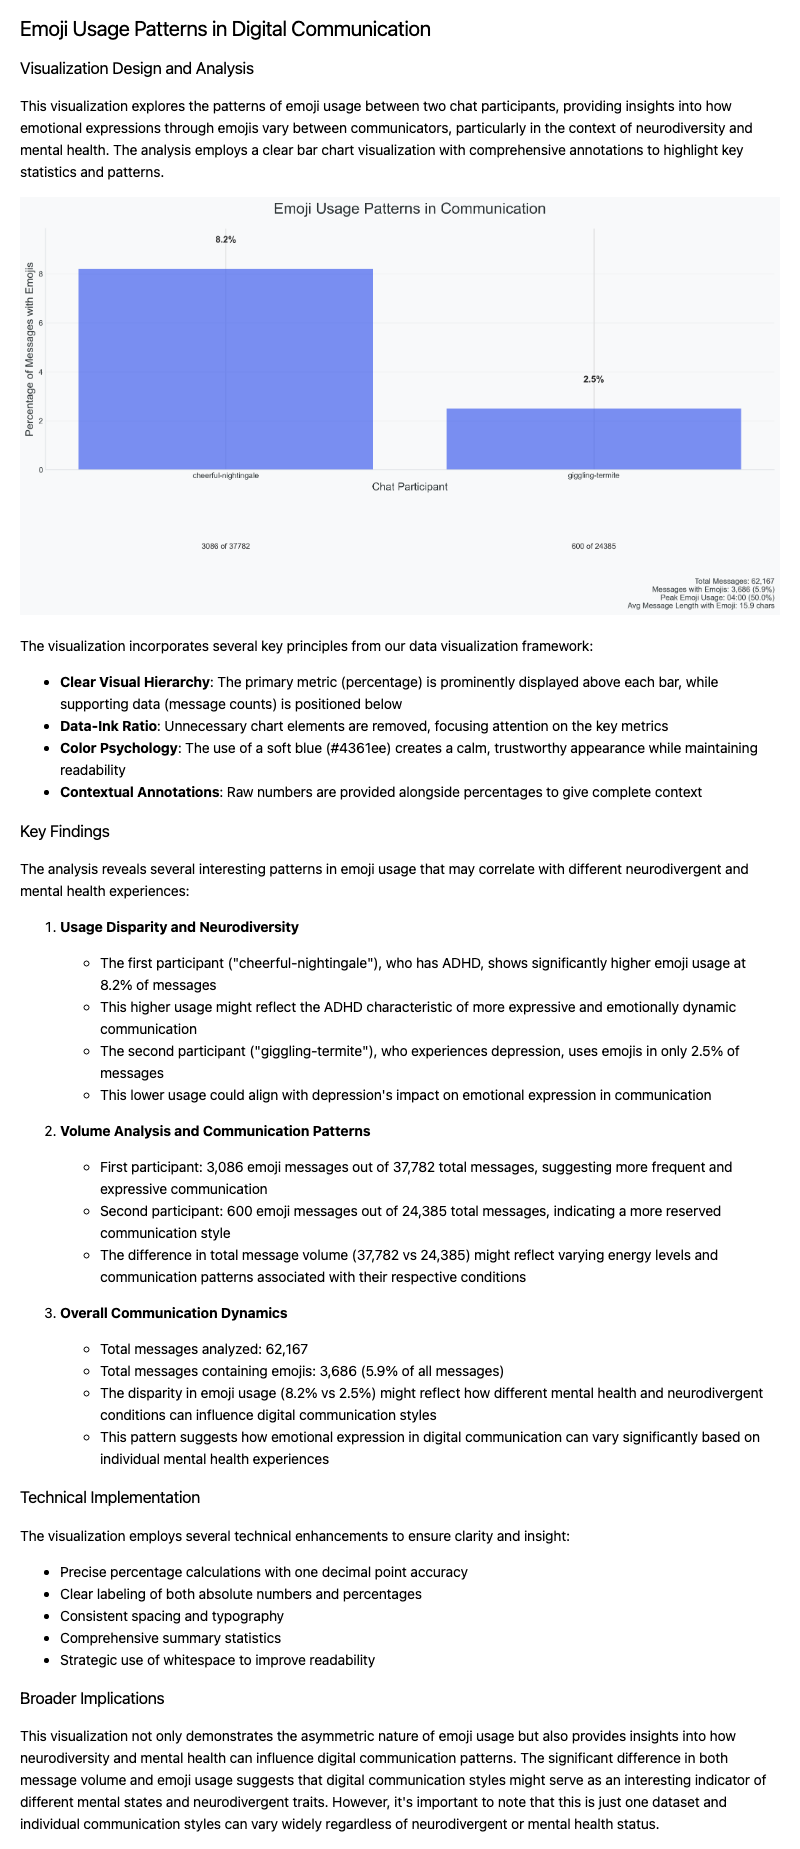 Emoji Usage Patterns in Digital Communication
Visualization Design and Analysis
This visualization explores the patterns of emoji usage between two chat participants, providing insights into how
emotional expressions through emojis vary between communicators, particularly in the context of neurodiversity and
mental health. The analysis employs a clear bar chart visualization with comprehensive annotations to highlight key
statistics and patterns.
Emoji Usage Patterns in Communication
8.2%
Percentage of Messages with Emojis
8
6
4
2.5%
2
0
cheerful-nightingale
giggling-termite
Chat Participant
3086 of 37782
600 of 24385
Total Messages: 62,167
Messages with Emojis: 3,686 (5.9%)
Peak Emoji Usage: 04:00 (50.0%)
Avg Message Length with Emoji: 15.9 chars
The visualization incorporates several key principles from our data visualization framework:
• Clear Visual Hierarchy: The primary metric (percentage) is prominently displayed above each bar, while
supporting data (message counts) is positioned below
• Data-Ink Ratio: Unnecessary chart elements are removed, focusing attention on the key metrics
• Color Psychology: The use of a soft blue (#4361ee) creates a calm, trustworthy appearance while maintaining
readability
• Contextual Annotations: Raw numbers are provided alongside percentages to give complete context
Key Findings
The analysis reveals several interesting patterns in emoji usage that may correlate with different neurodivergent and
mental health experiences:
1. Usage Disparity and Neurodiversity
◦ The first participant ("cheerful-nightingale"), who has ADHD, shows significantly higher emoji usage at
8.2% of messages
◦ This higher usage might reflect the ADHD characteristic of more expressive and emotionally dynamic
communication
◦ The second participant ("giggling-termite"), who experiences depression, uses emojis in only 2.5% of
messages
◦ This lower usage could align with depression's impact on emotional expression in communication
2. Volume Analysis and Communication Patterns
◦ First participant: 3,086 emoji messages out of 37,782 total messages, suggesting more frequent and
expressive communication
◦ Second participant: 600 emoji messages out of 24,385 total messages, indicating a more reserved
communication style
◦ The difference in total message volume (37,782 vs 24,385) might reflect varying energy levels and
communication patterns associated with their respective conditions
3. Overall Communication Dynamics
◦ Total messages analyzed: 62,167
◦ Total messages containing emojis: 3,686 (5.9% of all messages)
◦ The disparity in emoji usage (8.2% vs 2.5%) might reflect how different mental health and neurodivergent
conditions can influence digital communication styles
◦ This pattern suggests how emotional expression in digital communication can vary significantly based on
individual mental health experiences
Technical Implementation
The visualization employs several technical enhancements to ensure clarity and insight:
• Precise percentage calculations with one decimal point accuracy
• Clear labeling of both absolute numbers and percentages
• Consistent spacing and typography
• Comprehensive summary statistics
• Strategic use of whitespace to improve readability
Broader Implications
This visualization not only demonstrates the asymmetric nature of emoji usage but also provides insights into how
neurodiversity and mental health can influence digital communication patterns. The significant difference in both
message volume and emoji usage suggests that digital communication styles might serve as an interesting indicator of
different mental states and neurodivergent traits. However, it's important to note that this is just one dataset and
individual communication styles can vary widely regardless of neurodivergent or mental health status.